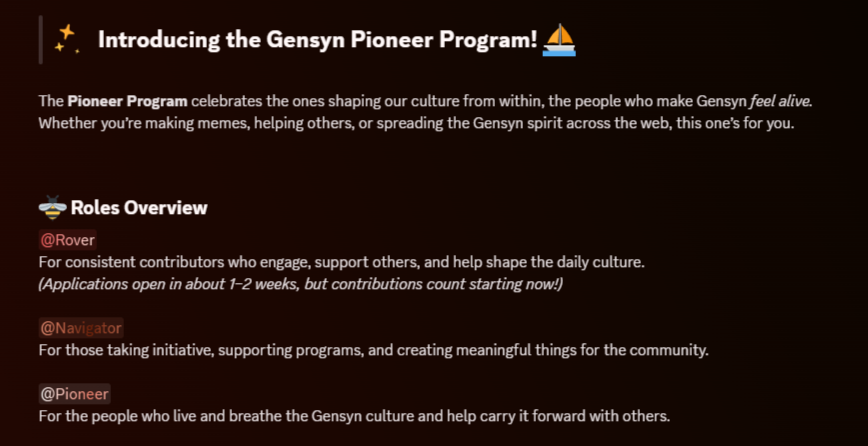 Introducing the Gensyn Pioneer Program!
The Pioneer Program celebrates the ones shaping our culture from within, the people who make Gensyn feel alive.
Whether you're making memes, helping others, or spreading the Gensyn spirit across the web, this one's for you.
Roles Overview
@Rover
For consistent contributors who engage, support others, and help shape the daily culture.
(Applications open in about 1–2 weeks, but contributions count starting now!)
@Navigator
For those taking initiative, supporting programs, and creating meaningful things for the community.
@Pioneer
For the people who live and breathe the Gensyn culture and help carry it forward with others.